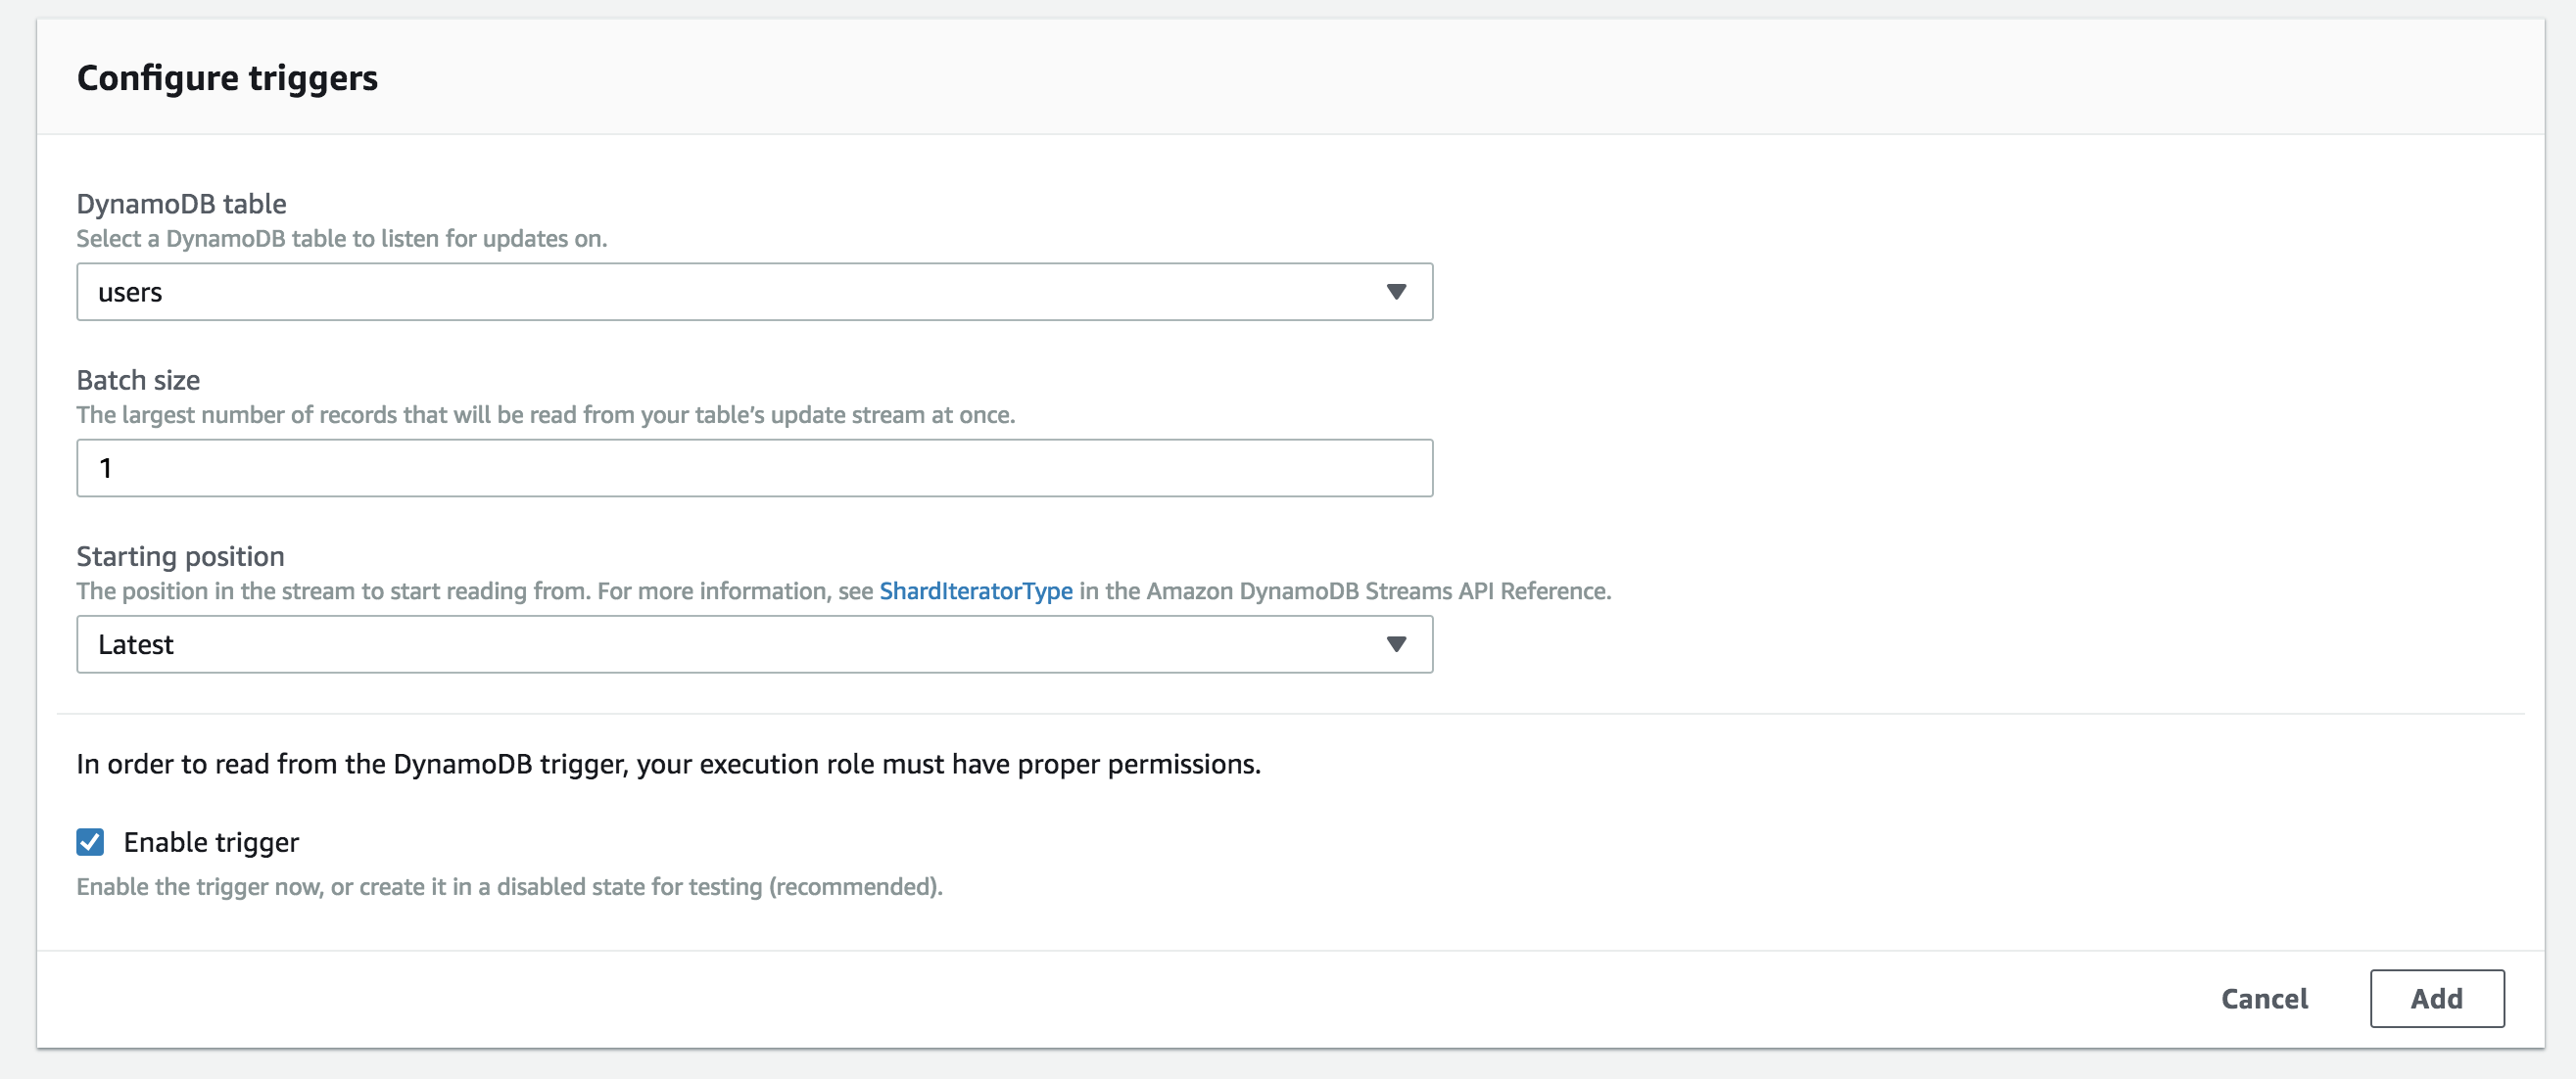 Configure triggers
DynamoDB table
Select a DynamoDB table to listen for updates on.
users
Batch size
The largest number of records that will be read from your table’s update stream at once.
1
Starting position
The position in the stream to start reading from. For more information, see ShardIteratorType in the Amazon DynamoDB Streams API Reference.
Latest
In order to read from the DynamoDB trigger, your execution role must have proper permissions.
Enable trigger
Enable the trigger now, or create it in a disabled state for testing (recommended).
Cancel Add